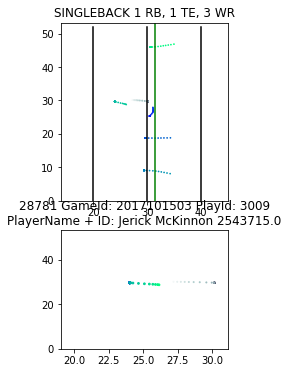 SINGLEBACK 1 RB, 1 TE, 3 WR
50
40
30
20
10
0
20 30 40
28781 GameId: 2017101503 PlayId: 3009
PlayerName + ID: Jerick McKinnon 2543715.0
40
20
0
20.0 22.5 25.0 27.5 30.0